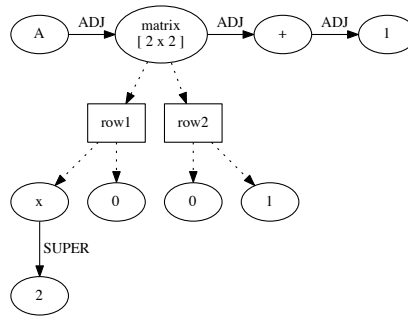 A
ADJ
matrix
[ 2 x 2 ]
ADJ
+
ADJ
1
row1
row2
x
0
0
1
SUPER
2